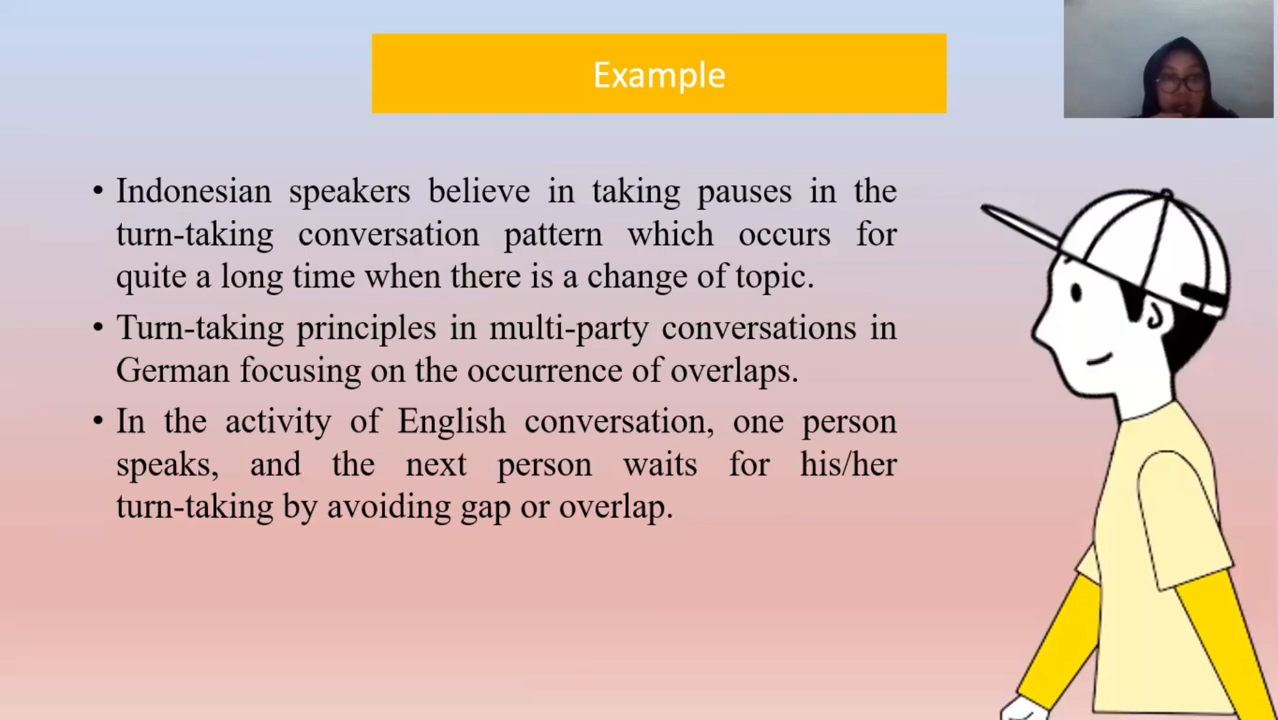 Example
• Indonesian speakers believe in taking pauses in the
turn-taking conversation pattern which occurs for
quite a long time when there is a change of topic.
• Turn-taking principles in multi-party conversations in
German focusing on the occurrence of overlaps.
• In the activity of English conversation, one person
speaks, and the next person waits for his/her
turn-taking by avoiding gap or overlap.